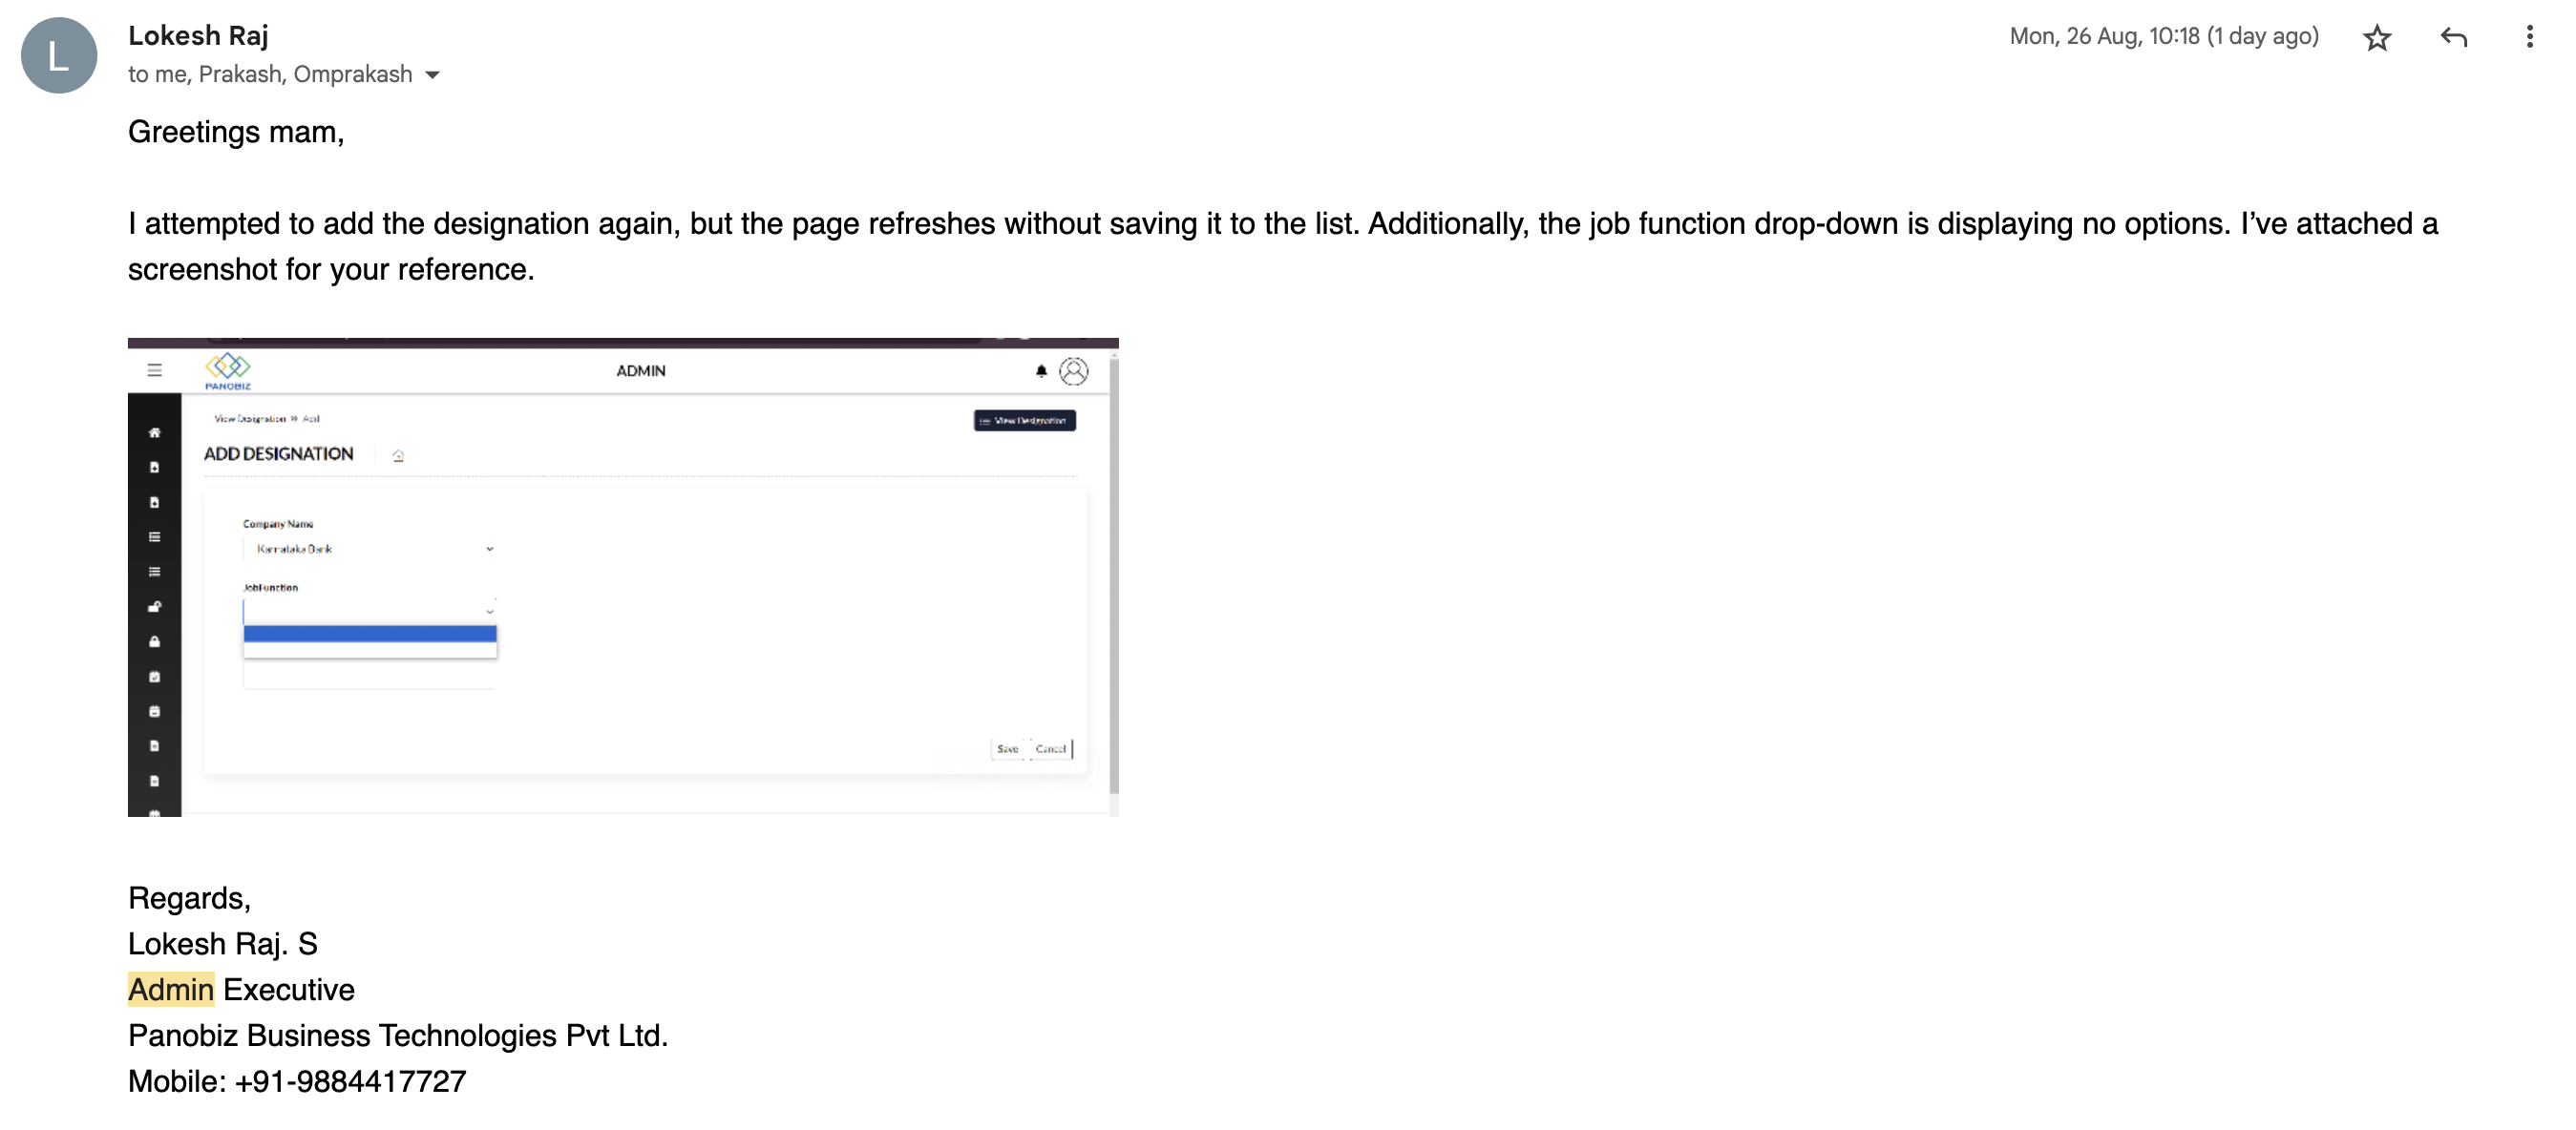 L
Lokesh Raj
Mon, 26 Aug, 10:18 (1 day ago)
to me, Prakash, Omprakash
Greetings mam,
I attempted to add the designation again, but the page refreshes without saving it to the list. Additionally, the job function drop-down is displaying no options. I’ve attached a
screenshot for your reference.
PANOBIZ
ADMIN
View Designation » Add
View Designation
ADD DESIGNATION
Company Name
Karnataka Bank
JobFunction
Save
Cancel
Regards,
Lokesh Raj. S
Admin Executive
Panobiz Business Technologies Pvt Ltd.
Mobile: +91-9884417727